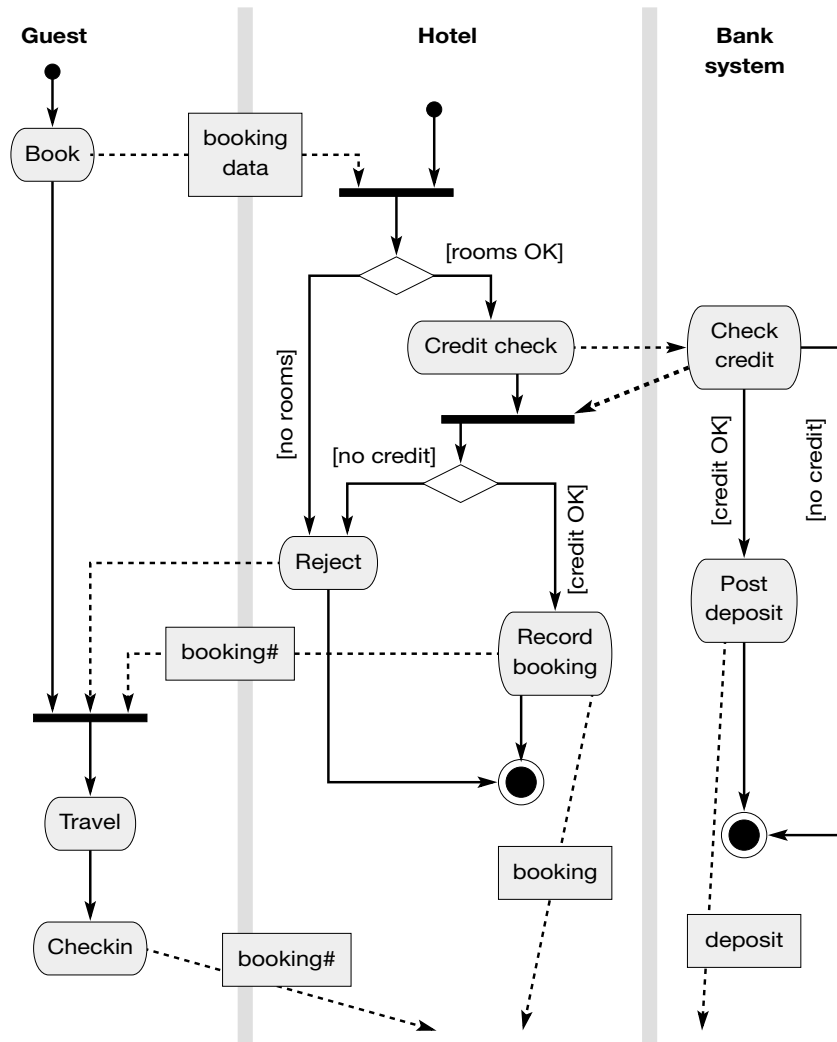 Guest
Hotel
Bank
system
Book
booking
data
[rooms OK]
Credit check
Check
credit
[no rooms]
[no credit]
[credit OK]
[credit OK]
[no credit]
Reject
Post
deposit
Record
booking
booking#
Travel
booking
Checkin
booking#
deposit